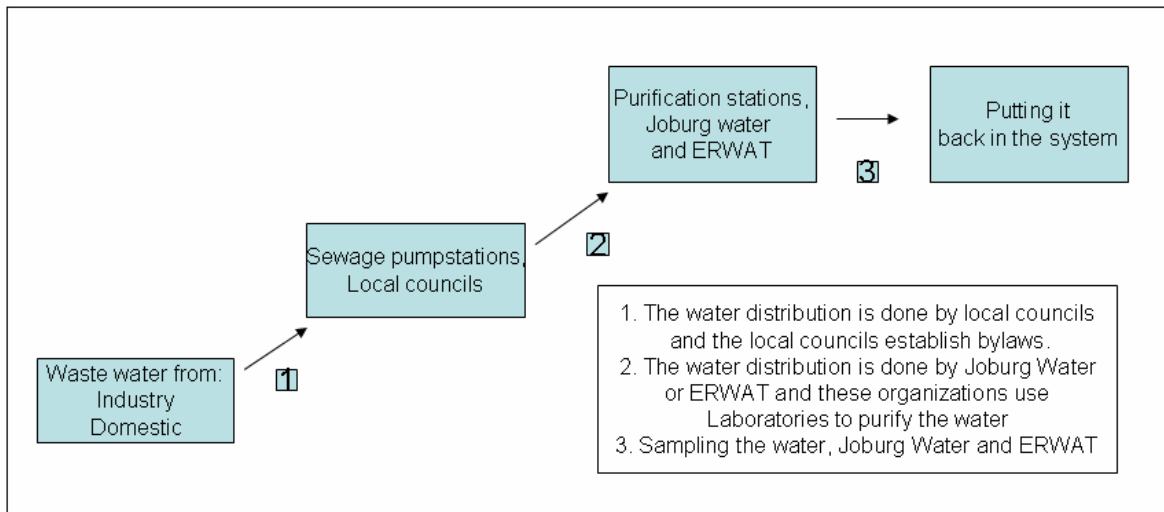 Purification stations,
Joburg water
and ERWAT
Putting it
back in the system
3
Sewage pumpstations,
Local councils
2
Waste water from:
Industry
Domestic
1
1. The water distribution is done by local councils
and the local councils establish bylaws.
2. The water distribution is done by Joburg Water
or ERWAT and these organizations use
Laboratories to purify the water
3. Sampling the water, Joburg Water and ERWAT